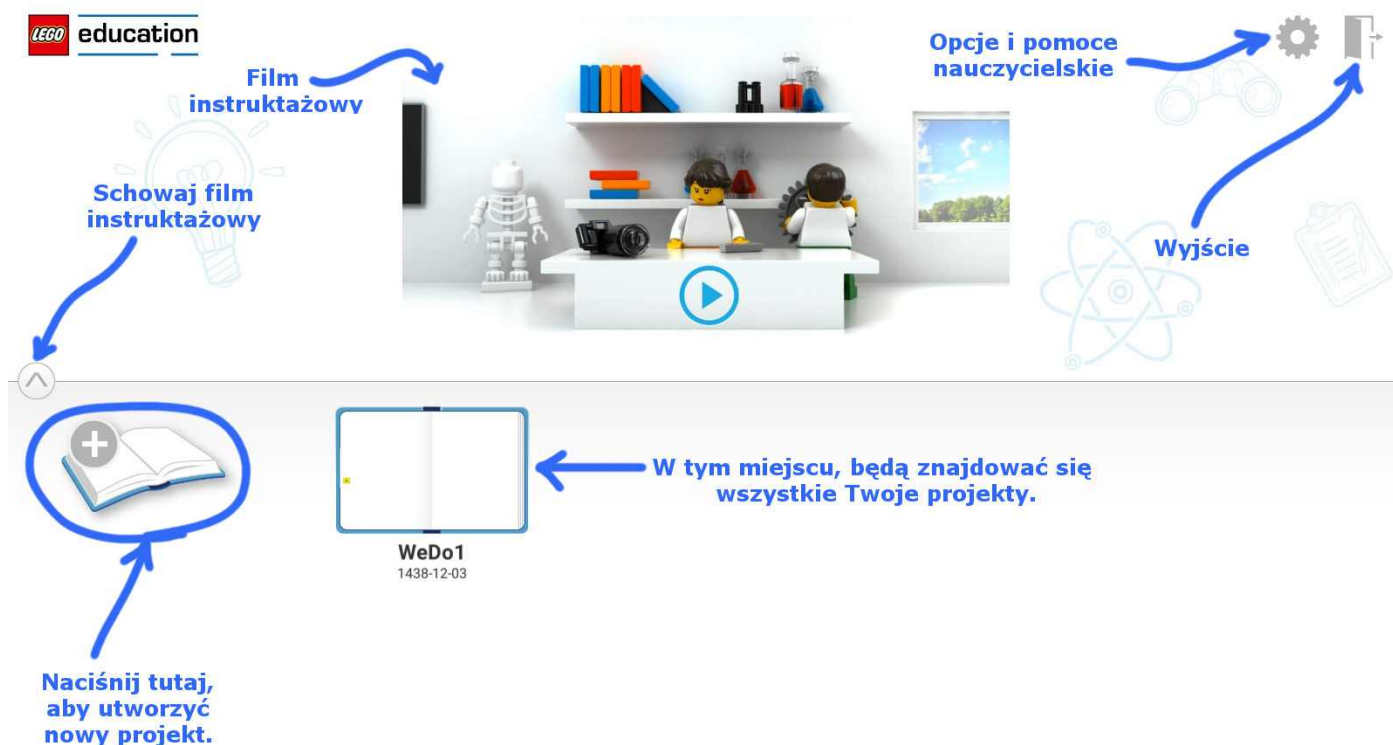 LEGO education
Film
instruktażowy
Opcje i pomoce
nauczycielskie
Schowaj film
instruktażowy
Wyjście
W tym miejscu, będą znajdować się
wszystkie Twoje projekty.
WeDo1
1438-12-03
Naciśnij tutaj,
aby utworzyć
nowy projekt.